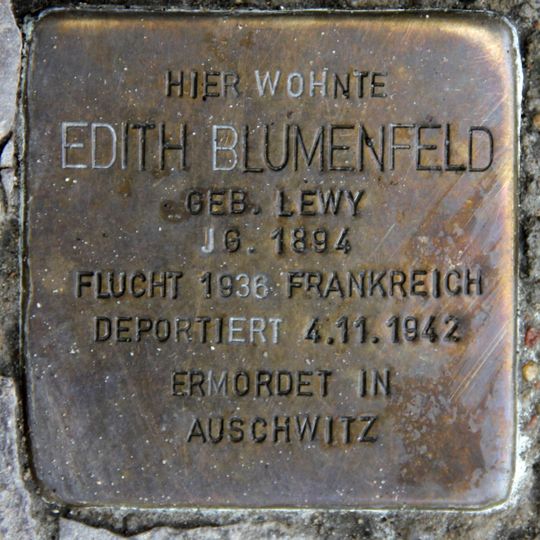 HIER WOHNTE
EDITH BLUMENFELD
GEB. LEWY
JG. 1894
FLUCHT 1936 FRANKREICH
DEPORTIERT 4.11.1942
ERMORDET IN
AUSCHWITZ